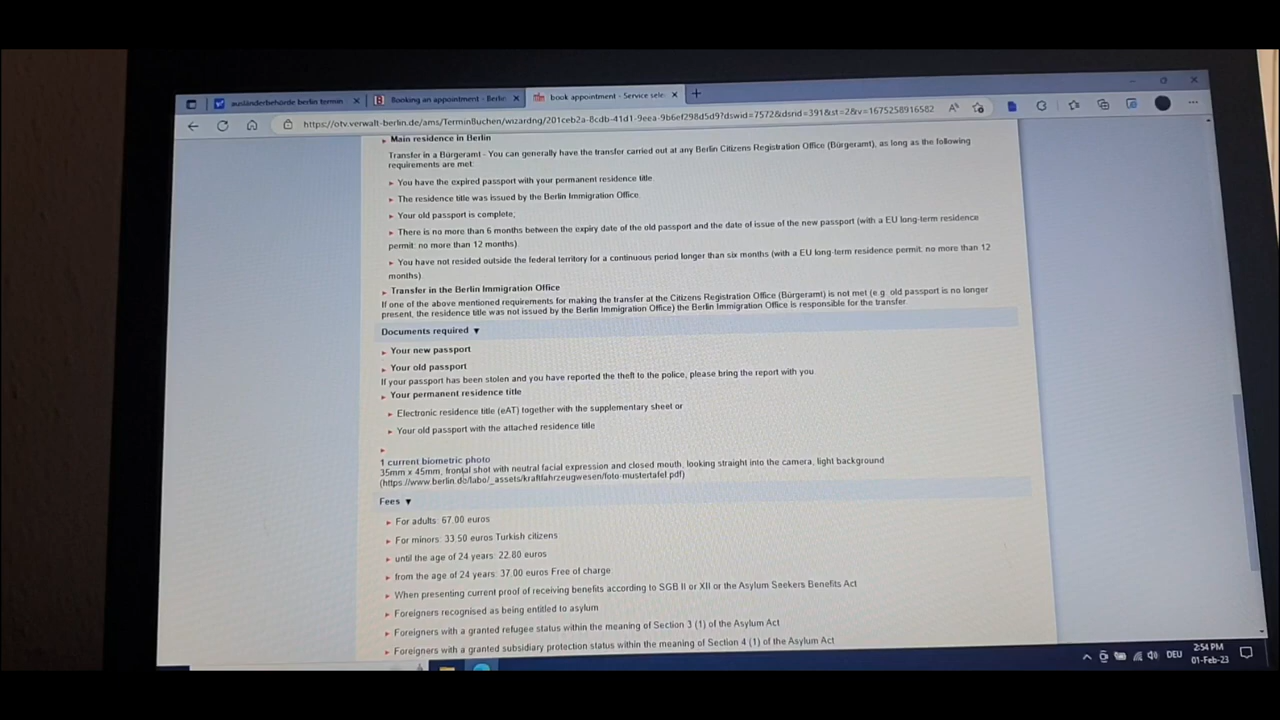 ausländerbehörde berlin termin
Booking an appointment - Berlin
book appointment - Service sele
https://otv.verwalt-berlin.de/ams/TerminBuchen/wizardng/201ceb2a-8cdb-41d1-9eea-9b6ef298d5d9?dswid=7572&dsrid=391&st=2&v=1675258916582
Main residence in Berlin
Transfer in a Bürgeramt - You can generally have the transfer carried out at any Berlin Citizens Registration Office (Bürgeramt), as long as the following
requirements are met:
You have the expired passport with your permanent residence title.
The residence title was issued by the Berlin Immigration Office.
Your old passport is complete;
There is no more than 6 months between the expiry date of the old passport and the date of issue of the new passport (with a EU long-term residence
permit: no more than 12 months).
You have not resided outside the federal territory for a continuous period longer than six months (with a EU long-term residence permit: no more than 12
months).
Transfer in the Berlin Immigration Office
If one of the above mentioned requirements for making the transfer at the Citizens Registration Office (Bürgeramt) is not met (e.g. old passport is no longer
present, the residence title was not issued by the Berlin Immigration Office) the Berlin Immigration Office is responsible for the transfer.
Documents required ▼
Your new passport
Your old passport
If your passport has been stolen and you have reported the theft to the police, please bring the report with you.
Your permanent residence title
Electronic residence title (eAT) together with the supplementary sheet or
Your old passport with the attached residence title
1 current biometric photo
35mm x 45mm, frontal shot with neutral facial expression and closed mouth, looking straight into the camera, light background
(https://www.berlin.de/labo/_assets/kraftfahrzeugwesen/foto-mustertafel.pdf)
Fees ▼
For adults: 67.00 euros
For minors: 33.50 euros Turkish citizens
until the age of 24 years: 22.80 euros
from the age of 24 years: 37.00 euros Free of charge
When presenting current proof of receiving benefits according to SGB II or XII or the Asylum Seekers Benefits Act
Foreigners recognised as being entitled to asylum
Foreigners with a granted refugee status within the meaning of Section 3 (1) of the Asylum Act
Foreigners with a granted subsidiary protection status within the meaning of Section 4 (1) of the Asylum Act
DEU
2:54 PM
01-Feb-23